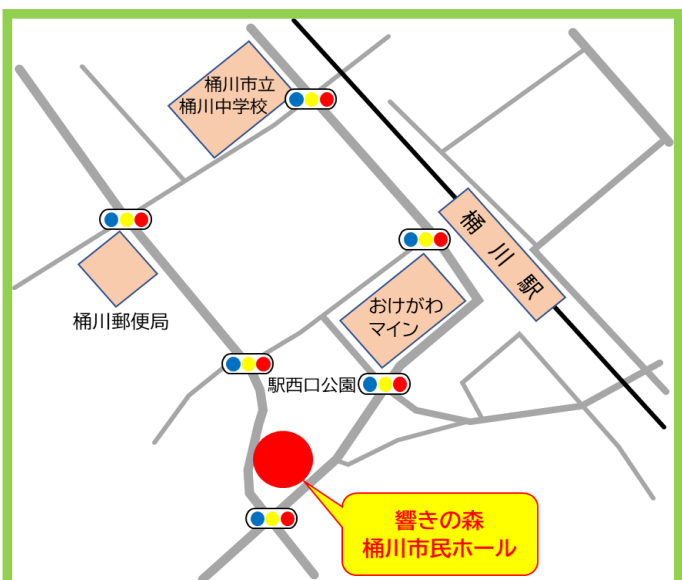 桶川市立
桶川中学校
桶川駅
おけがわ
マイン
桶川郵便局
駅西口公園
響きの森
桶川市民ホール